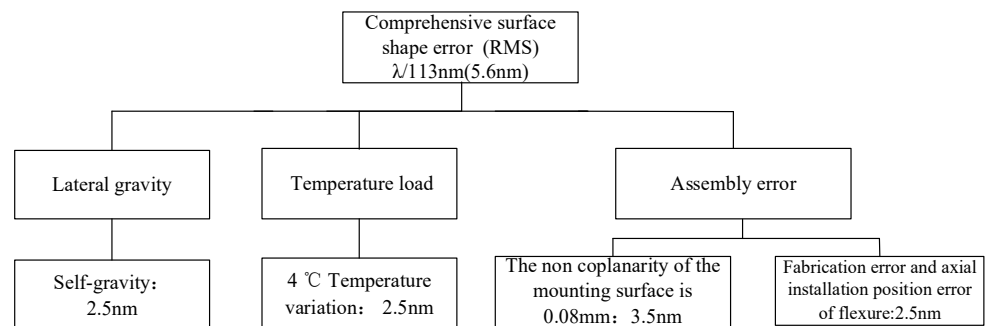 Comprehensive surface
shape error (RMS)
λ/113nm(5.6nm)
Lateral gravity
Temperature load
Assembly error
Self-gravity：
2.5nm
4 ℃ Temperature
variation： 2.5nm
The non coplanarity of the
mounting surface is
0.08mm：3.5nm
Fabrication error and axial
installation position error
of flexure:2.5nm